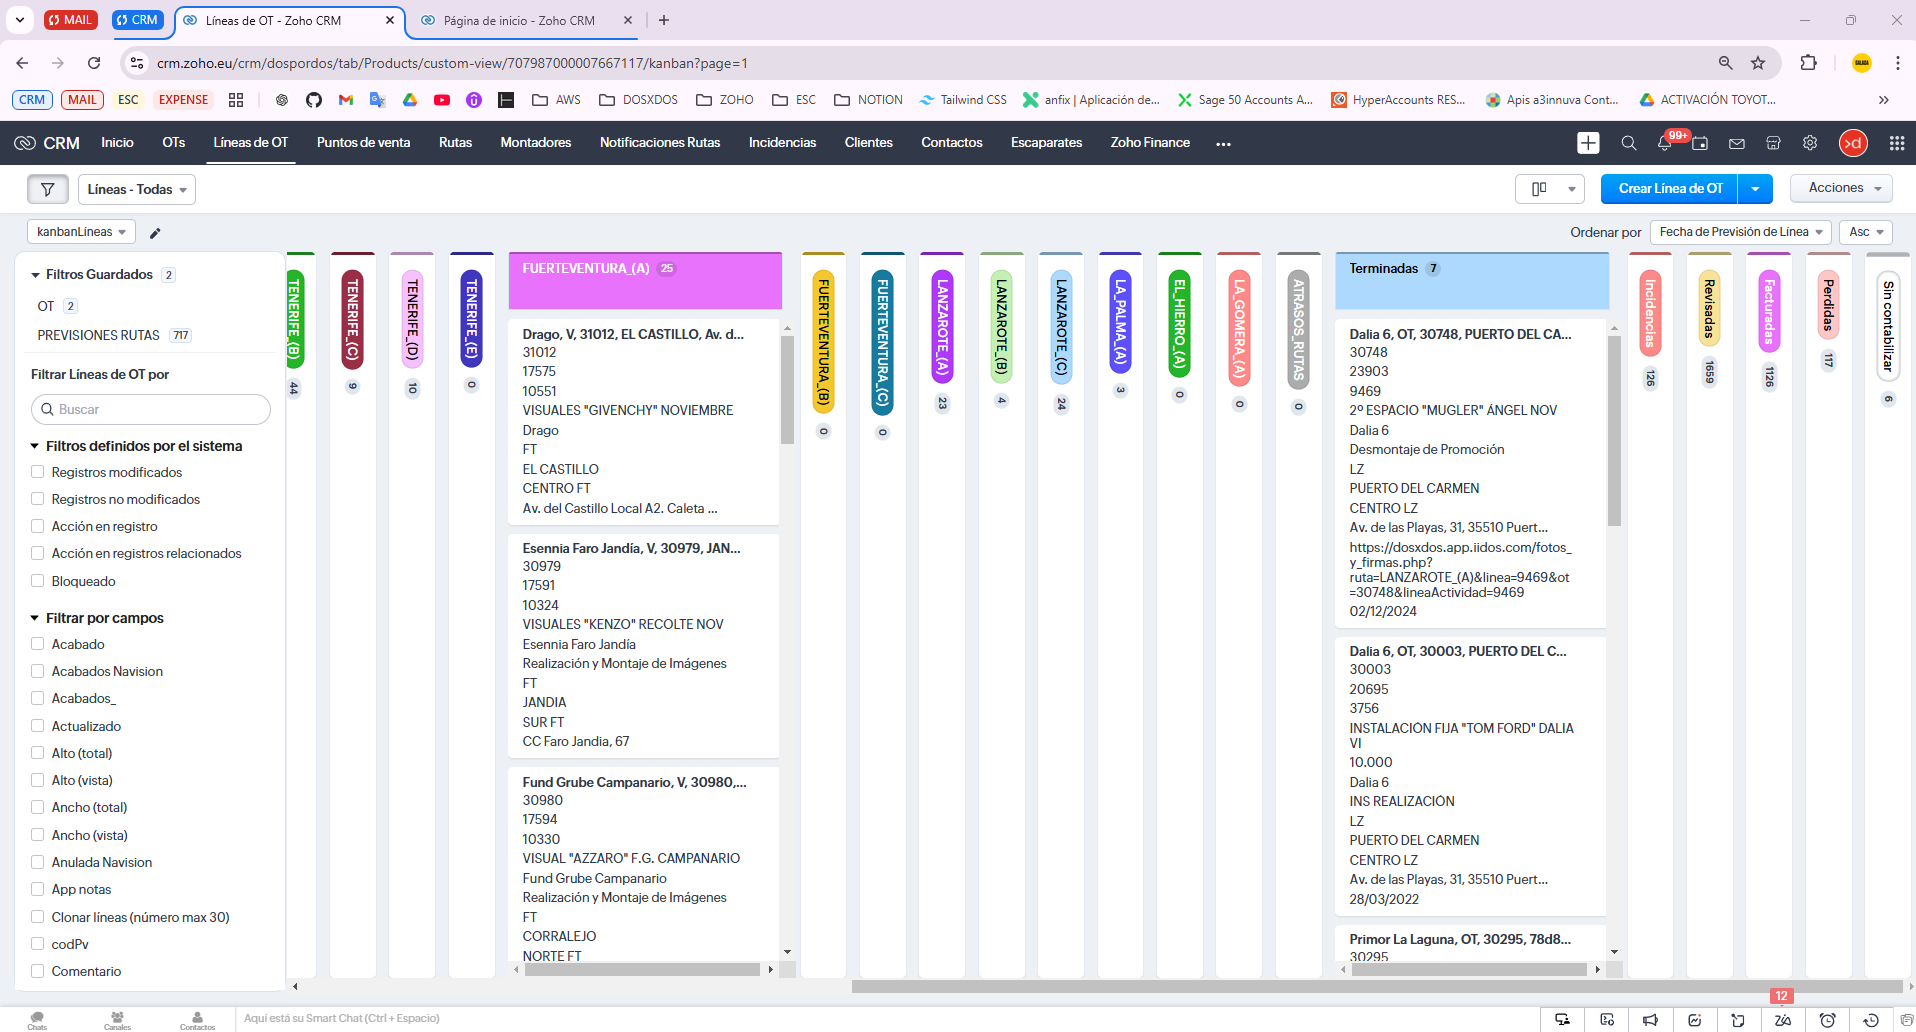 MAIL
CRM
Líneas de OT - Zoho CRM
Página de inicio - Zoho CRM
crm.zoho.eu/crm/dospordos/tab/Products/custom-view/707987000007667117/kanban?page=1
CRM
MAIL
ESC
EXPENSE
AWS
DOSXDOS
ZOHO
ESC
NOTION
Tailwind CSS
anfix | Aplicación de...
Sage 50 Accounts A...
HyperAccounts RES...
Apis a3innuva Cont...
ACTIVACIÓN TOYOT...
CRM
Inicio
OTs
Líneas de OT
Puntos de venta
Rutas
Montadores
Notificaciones Rutas
Incidencias
Clientes
Contactos
Escaparates
Zoho Finance
99+
Líneas - Todas
Crear Línea de OT
Acciones
kanbanLíneas
Ordenar por
Fecha de Previsión de Línea
Asc
Filtros Guardados 2
OT 2
PREVISIONES RUTAS 717
Filtrar Líneas de OT por
Buscar
Filtros definidos por el sistema
Registros modificados
Registros no modificados
Acción en registro
Acción en registros relacionados
Bloqueado
Filtrar por campos
Acabado
Acabados Navision
Acabados_
Actualizado
Alto (total)
Alto (vista)
Ancho (total)
Ancho (vista)
Anulada Navision
App notas
Clonar líneas (número max 30)
codPv
Comentario
TENERIFE_(B) 44
TENERIFE_(C) 9
TENERIFE_(D) 10
TENERIFE_(E) 0
FUERTEVENTURA_(A) 25
Drago, V, 31012, EL CASTILLO, Av. d...
31012
17575
10551
VISUALES "GIVENCHY" NOVIEMBRE
Drago
FT
EL CASTILLO
CENTRO FT
Av. del Castillo Local A2. Caleta ...
Esennia Faro Jandía, V, 30979, JAN...
30979
17591
10324
VISUALES "KENZO" RECOLTE NOV
Esennia Faro Jandía
Realización y Montaje de Imágenes
FT
JANDIA
SUR FT
CC Faro Jandia, 67
Fund Grube Campanario, V, 30980,...
30980
17594
10330
VISUAL "AZZARO" F.G. CAMPANARIO
Fund Grube Campanario
Realización y Montaje de Imágenes
FT
CORRALEJO
NORTE FT
FUERTEVENTURA_(B) 0
FUERTEVENTURA_(C) 0
LANZAROTE_(A) 23
LANZAROTE_(B) 4
LANZAROTE_(C) 24
LA_PALMA_(A) 3
EL_HIERRO_(A) 0
LA_GOMERA_(A) 0
ATRASOS_RUTAS 0
Terminadas 7
Dalia 6, OT, 30748, PUERTO DEL CA...
30748
23903
9469
2º ESPACIO "MUGLER" ÁNGEL NOV
Dalia 6
Desmontaje de Promoción
LZ
PUERTO DEL CARMEN
CENTRO LZ
Av. de las Playas, 31, 35510 Puert...
https://dosxdos.app.iidos.com/fotos_
y_firmas.php?
ruta=LANZAROTE_(A)&linea=9469&ot
=30748&lineaActividad=9469
02/12/2024
Dalia 6, OT, 30003, PUERTO DEL C...
30003
20695
3756
INSTALACIÓN FIJA "TOM FORD" DALIA
VI
10.000
Dalia 6
INS REALIZACIÓN
LZ
PUERTO DEL CARMEN
CENTRO LZ
Av. de las Playas, 31, 35510 Puert...
28/03/2022
Primor La Laguna, OT, 30295, 78d8...
30295
Incidencias 126
Revisadas 1659
Facturadas 1126
Perdidas 117
Sin contabilizar 6
Chats
Canales
Contactos
Aquí está su Smart Chat (Ctrl + Espacio)
12